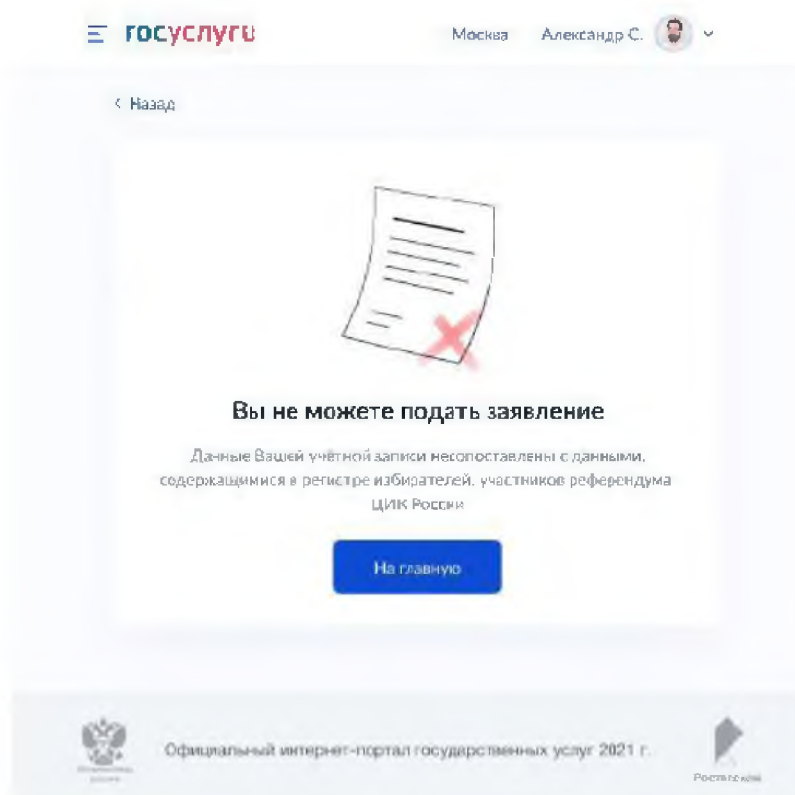 госуслуги
Москва Александр С.
Назад
Вы не можете подать заявление
Данные Вашей учётной записи несопоставлены с данными,
содержащимися в регистре избирателей, участников референдума
ЦИК России
На главную
Официальный интернет-портал государственных услуг 2021 г.
Ростелеком